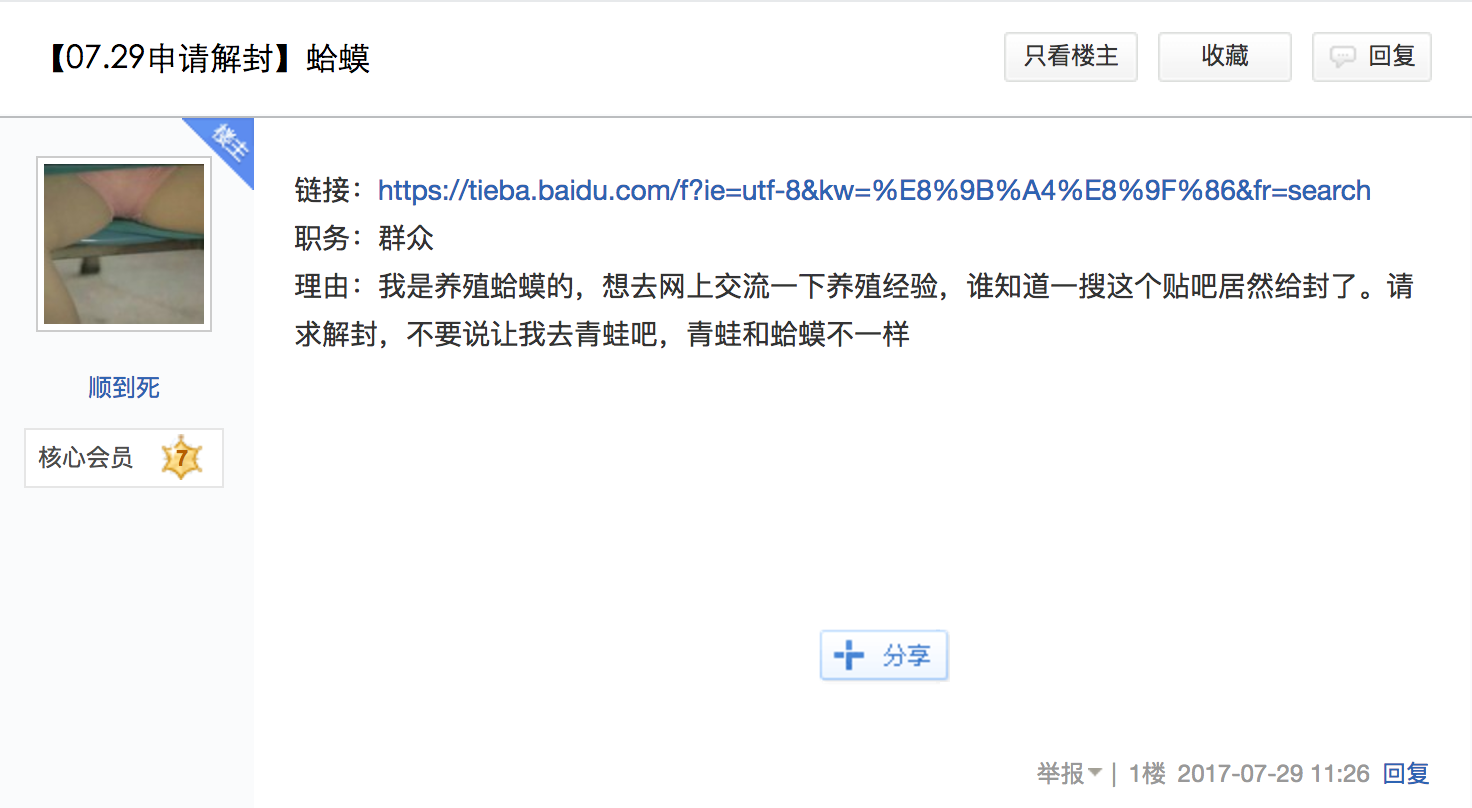 【07.29申请解封】蛤蟆
只看楼主
收藏
回复
楼主
链接：https://tieba.baidu.com/f?ie=utf-8&kw=%E8%9B%A4%E8%9F%86&fr=search
职务：群众
理由：我是养殖蛤蟆的，想去网上交流一下养殖经验，谁知道一搜这个贴吧居然给封了。请
求解封，不要说让我去青蛙吧，青蛙和蛤蟆不一样
顺到死
核心会员 7
分享
举报 | 1楼 2017-07-29 11:26 回复